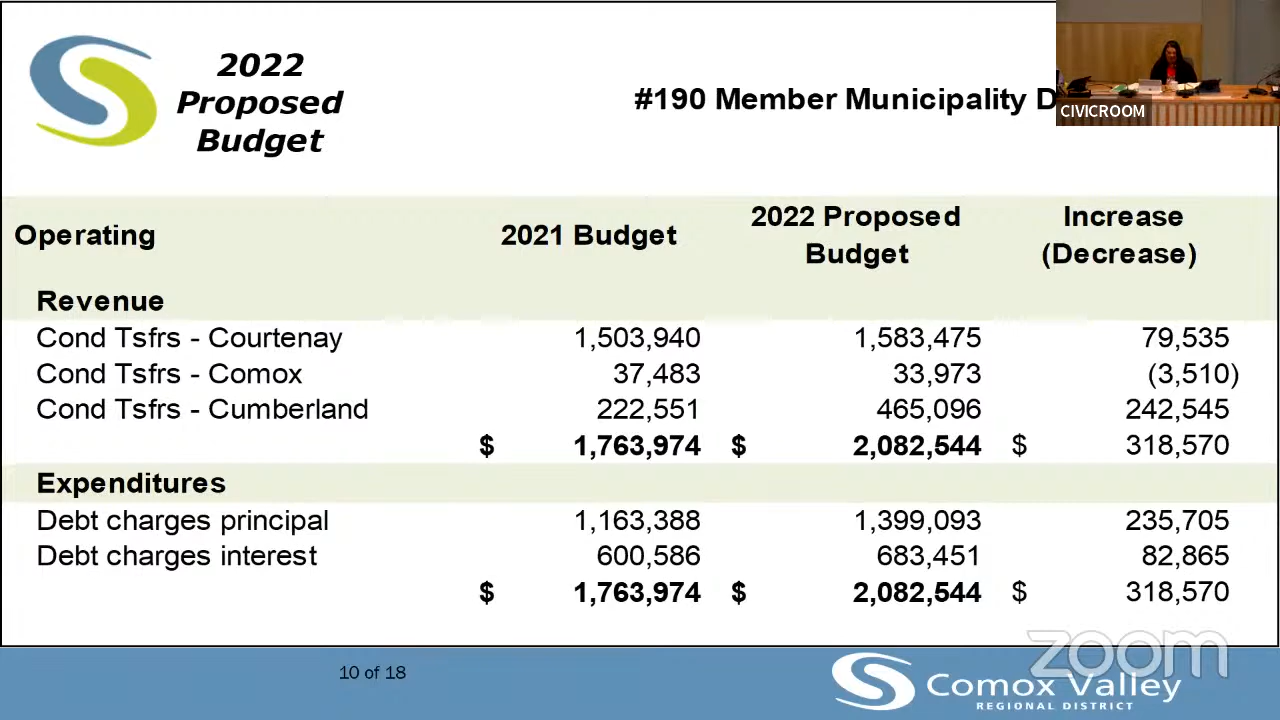 2022
Proposed
Budget
#190 Member Municipality
CIVICROOM
Operating 2021 Budget 2022 Proposed Budget Increase (Decrease)
Revenue
Cond Tsfrs - Courtenay 1,503,940 1,583,475 79,535
Cond Tsfrs - Comox 37,483 33,973 (3,510)
Cond Tsfrs - Cumberland 222,551 465,096 242,545
$ 1,763,974 $ 2,082,544 $ 318,570
Expenditures
Debt charges principal 1,163,388 1,399,093 235,705
Debt charges interest 600,586 683,451 82,865
$ 1,763,974 $ 2,082,544 $ 318,570
zoom
10 of 18
Comox Valley
REGIONAL DISTRICT